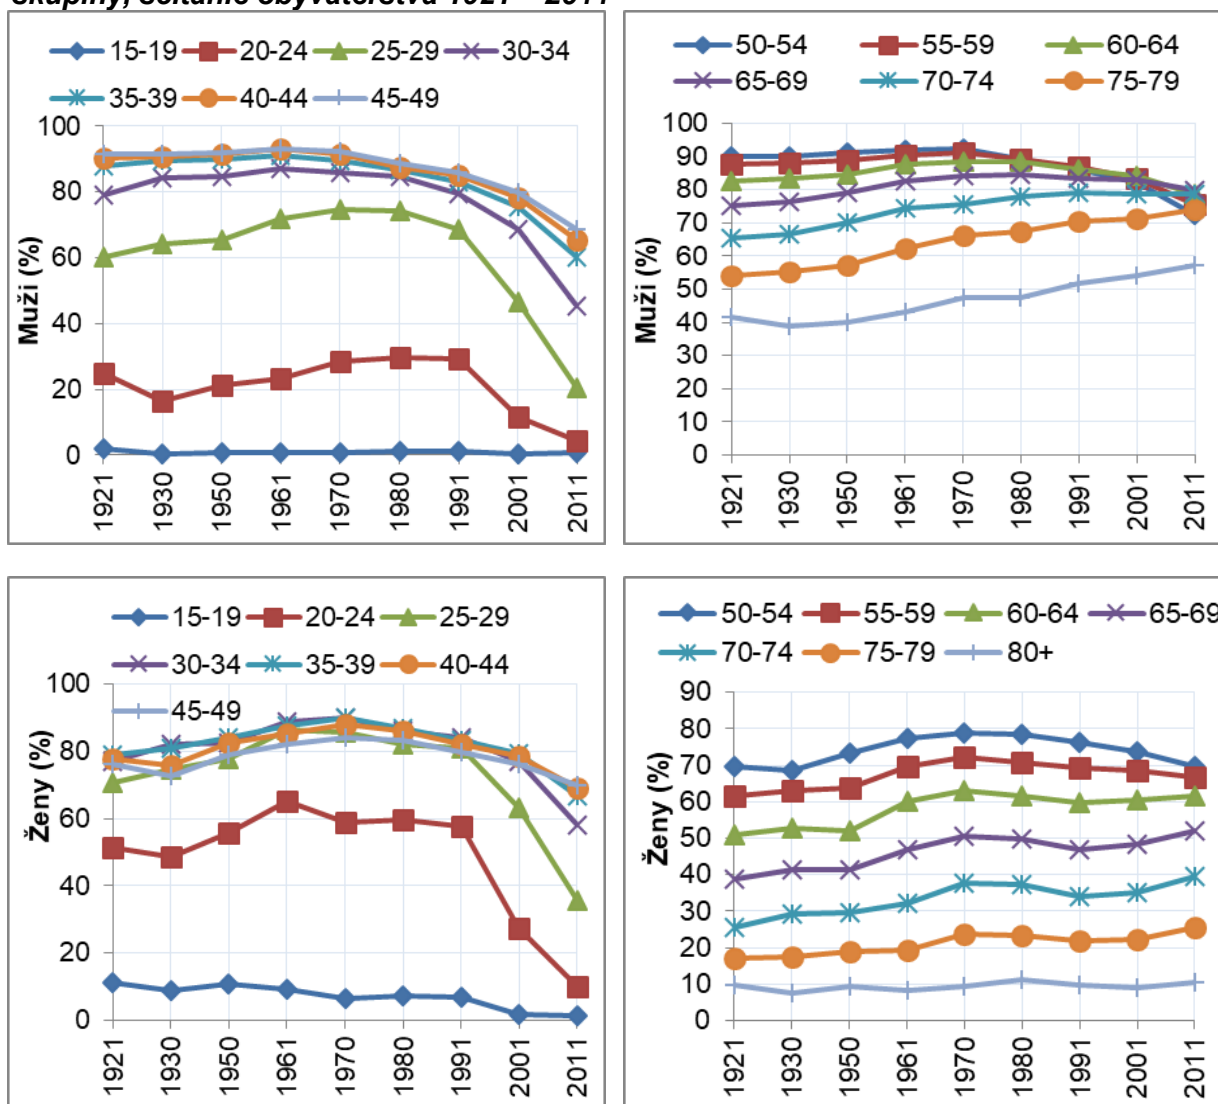 skupiny, sčítanie obyvateľstva 1921 – 2011
15-19 20-24 25-29 30-34
35-39 40-44 45-49
Muži (%)
100
80
60
40
20
0
1921 1930 1950 1961 1970 1980 1991 2001 2011
50-54 55-59 60-64
65-69 70-74 75-79
Muži (%)
100
90
80
70
60
50
40
30
20
10
0
1921 1930 1950 1961 1970 1980 1991 2001 2011
15-19 20-24 25-29
30-34 35-39 40-44
45-49
Ženy (%)
100
80
60
40
20
0
1921 1930 1950 1961 1970 1980 1991 2001 2011
50-54 55-59 60-64 65-69
70-74 75-79 80+
Ženy (%)
90
80
70
60
50
40
30
20
10
0
1921 1930 1950 1961 1970 1980 1991 2001 2011